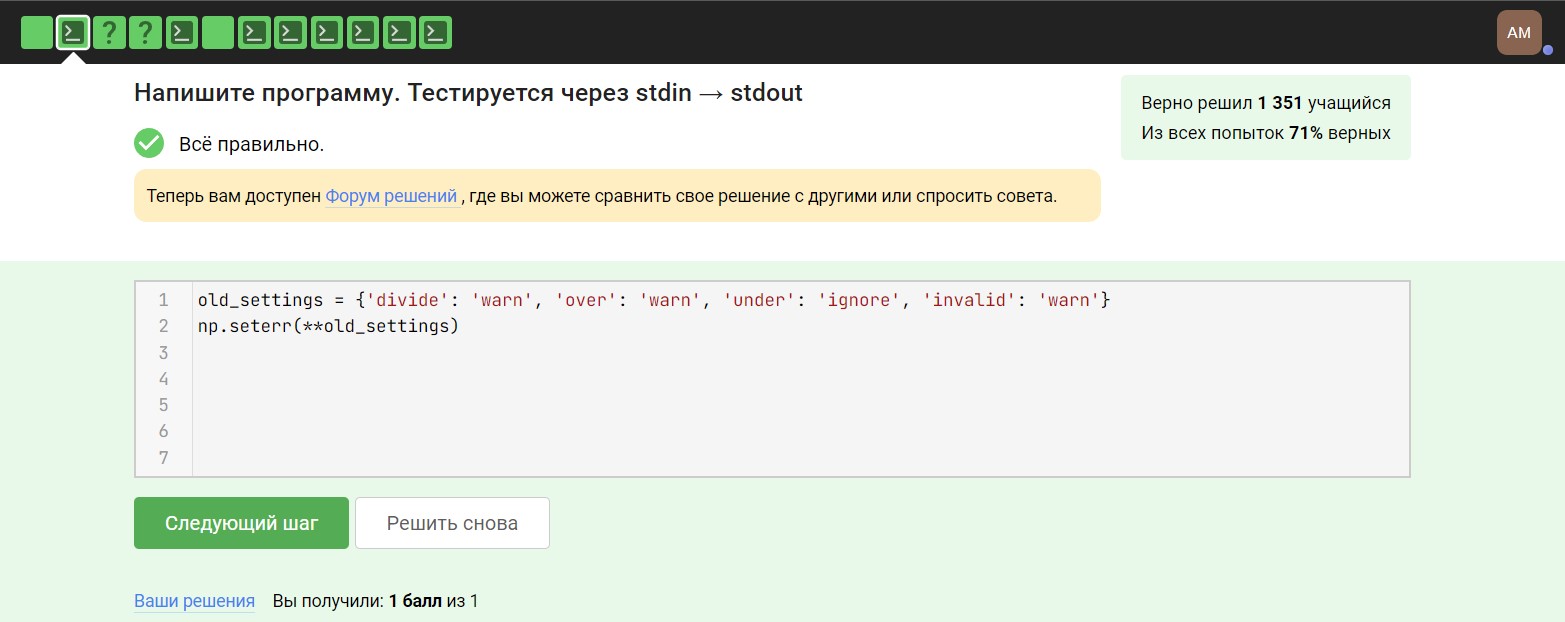 ? ?
АМ
Напишите программу. Тестируется через stdin → stdout
Всё правильно.
Теперь вам доступен Форум решений , где вы можете сравнить свое решение с другими или спросить совета.
Верно решил 1 351 учащийся
Из всех попыток 71% верных
1 old_settings = {'divide': 'warn', 'over': 'warn', 'under': 'ignore', 'invalid': 'warn'}
2 np.seterr(**old_settings)
3
4
5
6
7
Следующий шаг Решить снова
Ваши решения Вы получили: 1 балл из 1